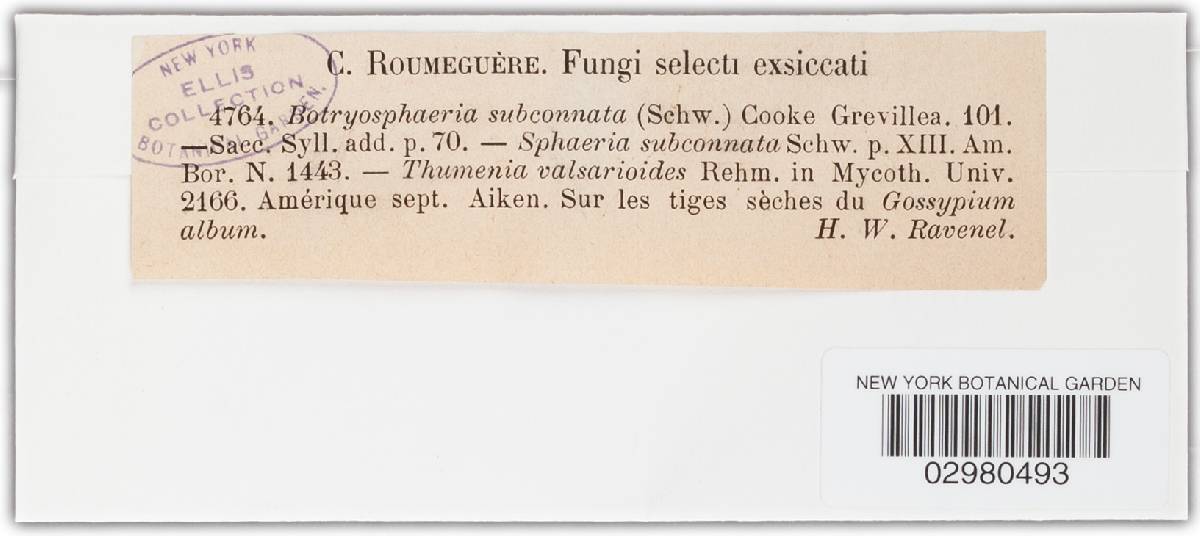 NEW YORK
ELLIS
COLLECTION
BOTANICAL GARDEN.
C. ROUMEGUÈRE. Fungi selecti exsiccati
4764. Botryosphaeria subconnata (Schw.) Cooke Grevillea. 101.
—Sacc. Syll. add. p. 70. — Sphaeria subconnata Schw. p. XIII. Am.
Bor. N. 1443. — Thumenia valsarioides Rehm. in Mycoth. Univ.
2166. Amérique sept. Aiken. Sur les tiges sèches du Gossypium
album. H. W. Ravenel.
NEW YORK BOTANICAL GARDEN
02980493